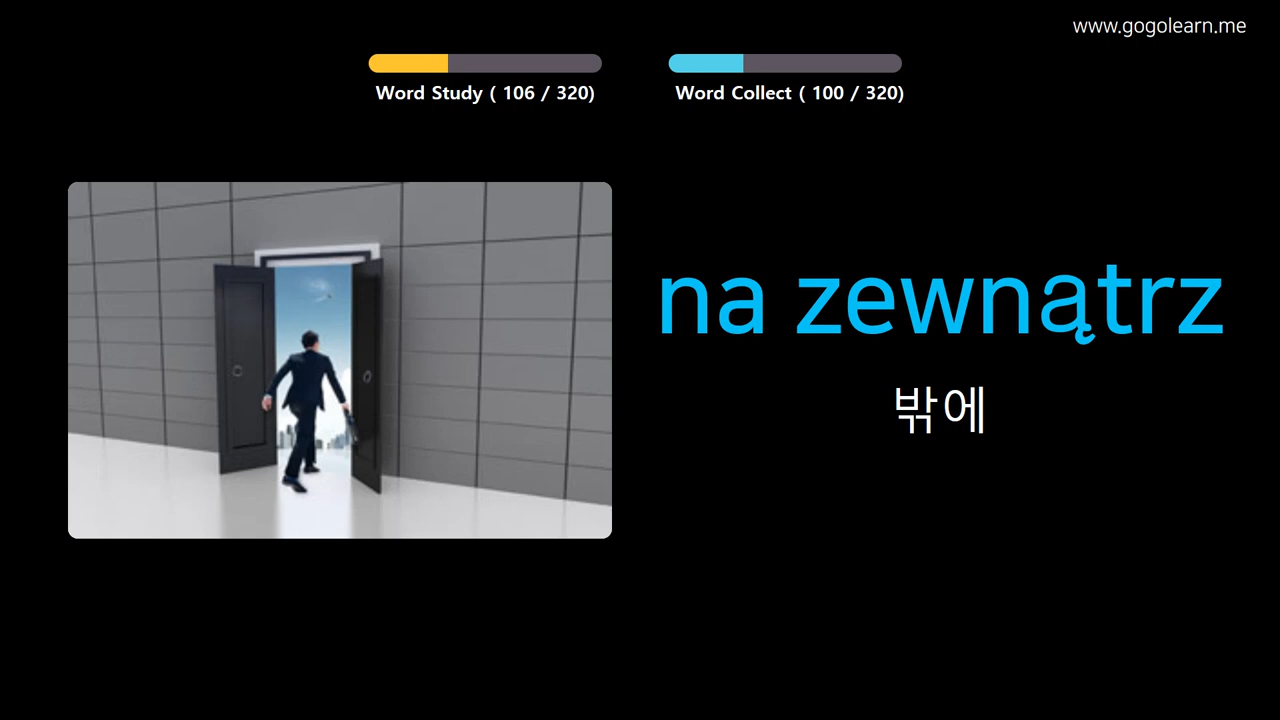 www.gogolearn.me
Word Study ( 106 / 320)
Word Collect ( 100 / 320)
na zewnątrz
밖에